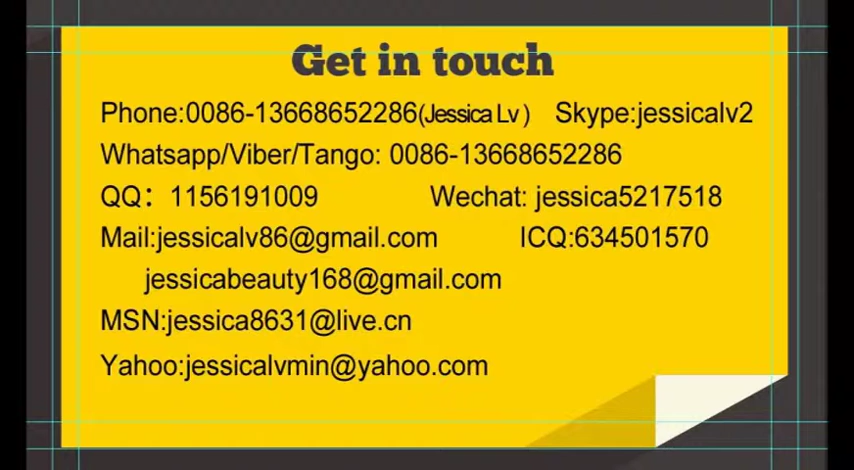 Get in touch
Phone:0086-13668652286(Jessica Lv) Skype:jessicalv2
Whatsapp/Viber/Tango: 0086-13668652286
QQ：1156191009 Wechat: jessica5217518
Mail:jessicalv86@gmail.com ICQ:634501570
jessicabeauty168@gmail.com
MSN:jessica8631@live.cn
Yahoo:jessicalvmin@yahoo.com